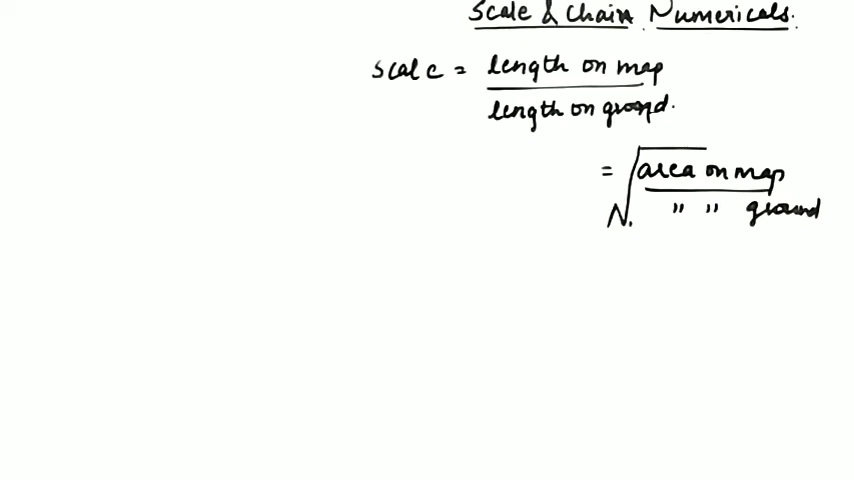 Scale & Chain Numericals.
scale = length on map
length on ground.
= √ area on map
" " ground